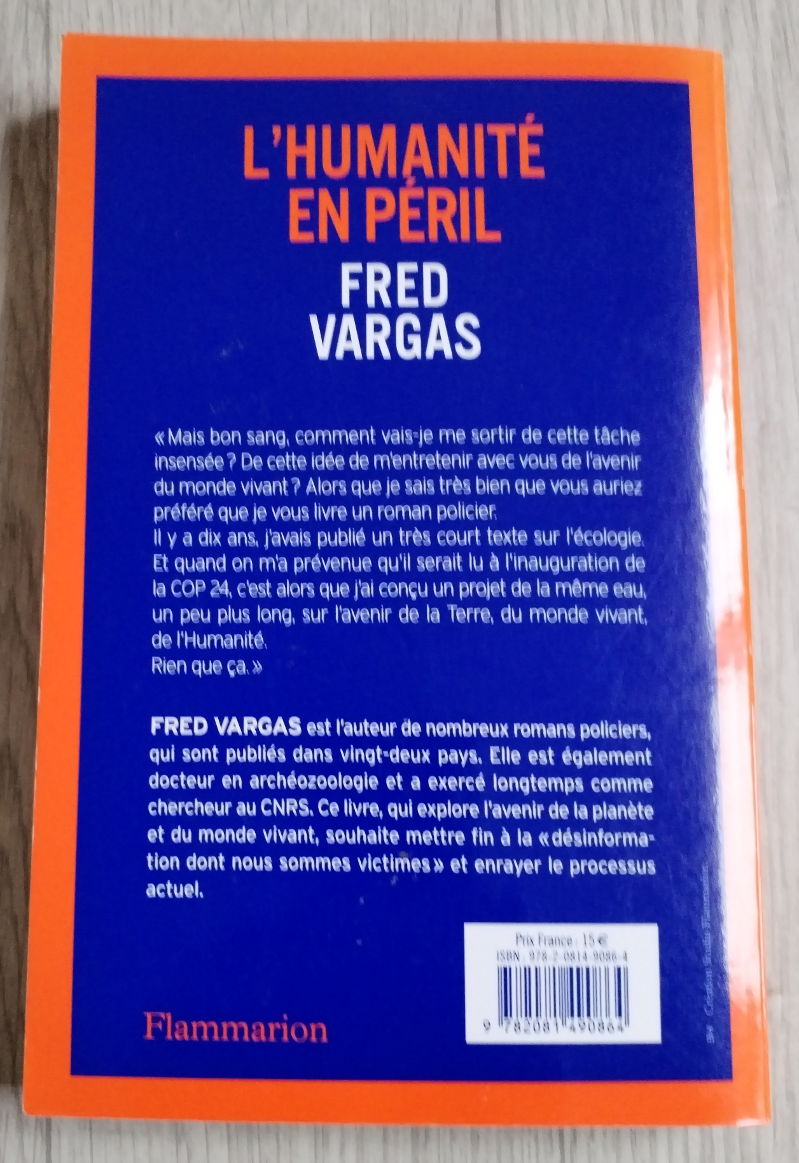 L'HUMANITÉ
EN PÉRIL
FRED
VARGAS
« Mais bon sang, comment vais-je me sortir de cette tâche
insensée ? De cette idée de m'entretenir avec vous de l'avenir
du monde vivant ? Alors que je sais très bien que vous auriez
préféré que je vous livre un roman policier.
Il y a dix ans, j'avais publié un très court texte sur l'écologie.
Et quand on m'a prévenue qu'il serait lu à l'inauguration de
la COP 24, c'est alors que j'ai conçu un projet de la même eau,
un peu plus long, sur l'avenir de la Terre, du monde vivant,
de l'Humanité.
Rien que ça. »
FRED VARGAS est l'auteur de nombreux romans policiers,
qui sont publiés dans vingt-deux pays. Elle est également
docteur en archéozoologie et a exercé longtemps comme
chercheur au CNRS. Ce livre, qui explore l'avenir de la planète
et du monde vivant, souhaite mettre fin à la « désinforma-
tion dont nous sommes victimes » et enrayer le processus
actuel.
Prix France : 15 €
ISBN : 978-2-0814-9086-4
9 782081 490864
Flammarion
Création Studio Flammarion